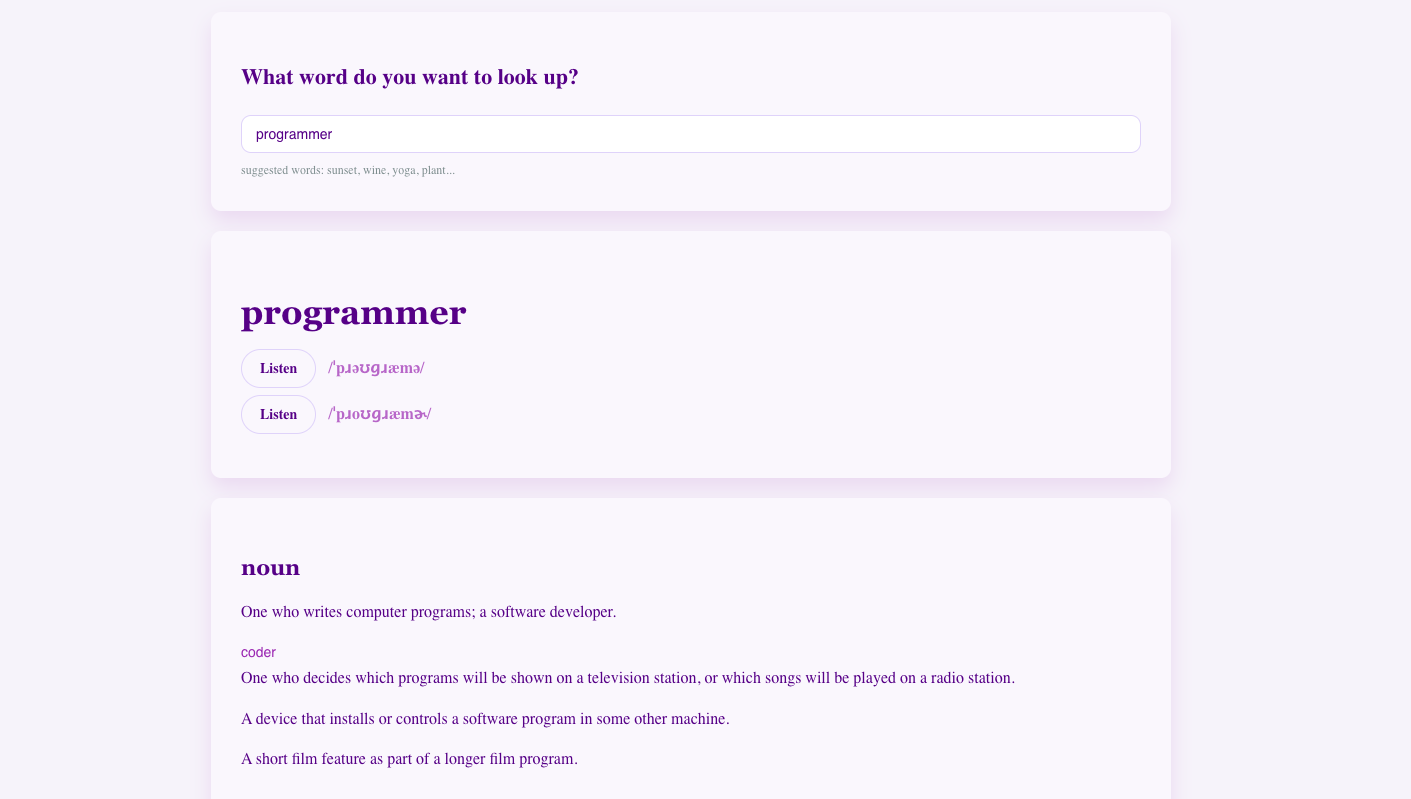 What word do you want to look up?
programmer
suggested words: sunset, wine, yoga, plant...
programmer
Listen /ˈpɹəʊɡɹæmə/
Listen /ˈpɹoʊɡɹæmɚ/
noun
One who writes computer programs; a software developer.
coder
One who decides which programs will be shown on a television station, or which songs will be played on a radio station.
A device that installs or controls a software program in some other machine.
A short film feature as part of a longer film program.